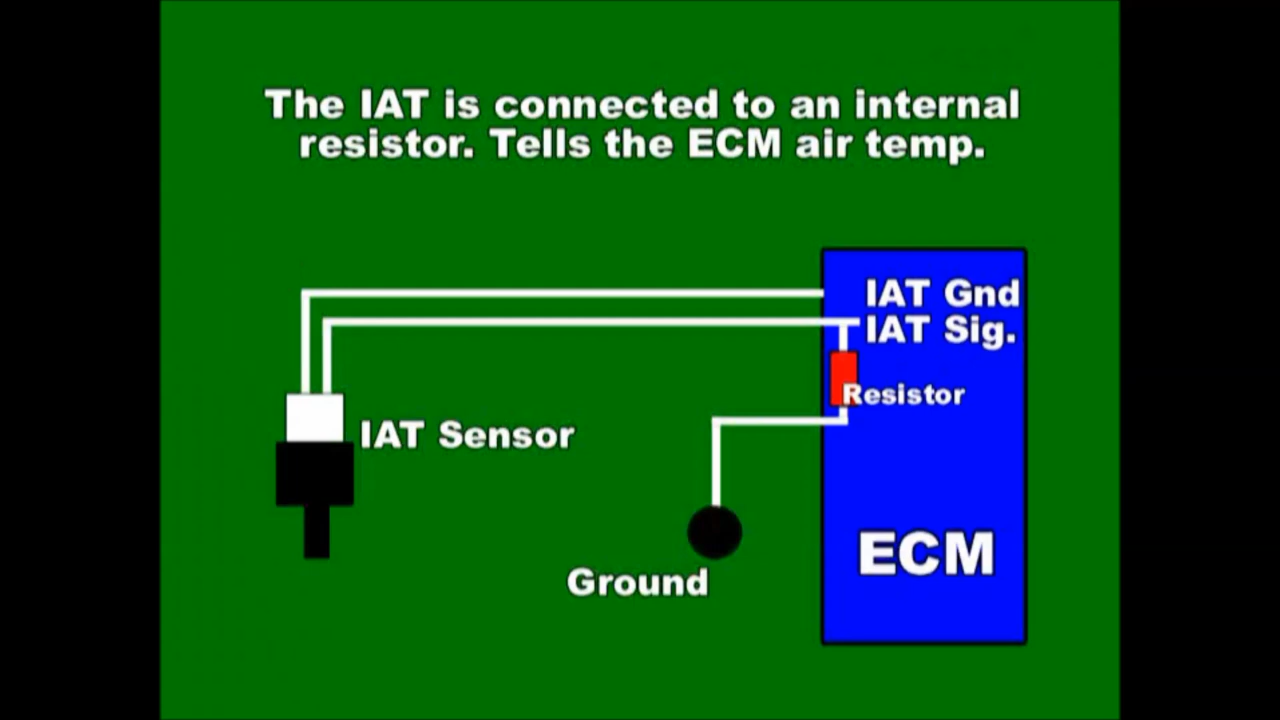 The IAT is connected to an internal
resistor. Tells the ECM air temp.
IAT Gnd
IAT Sig.
Resistor
IAT Sensor
ECM
Ground